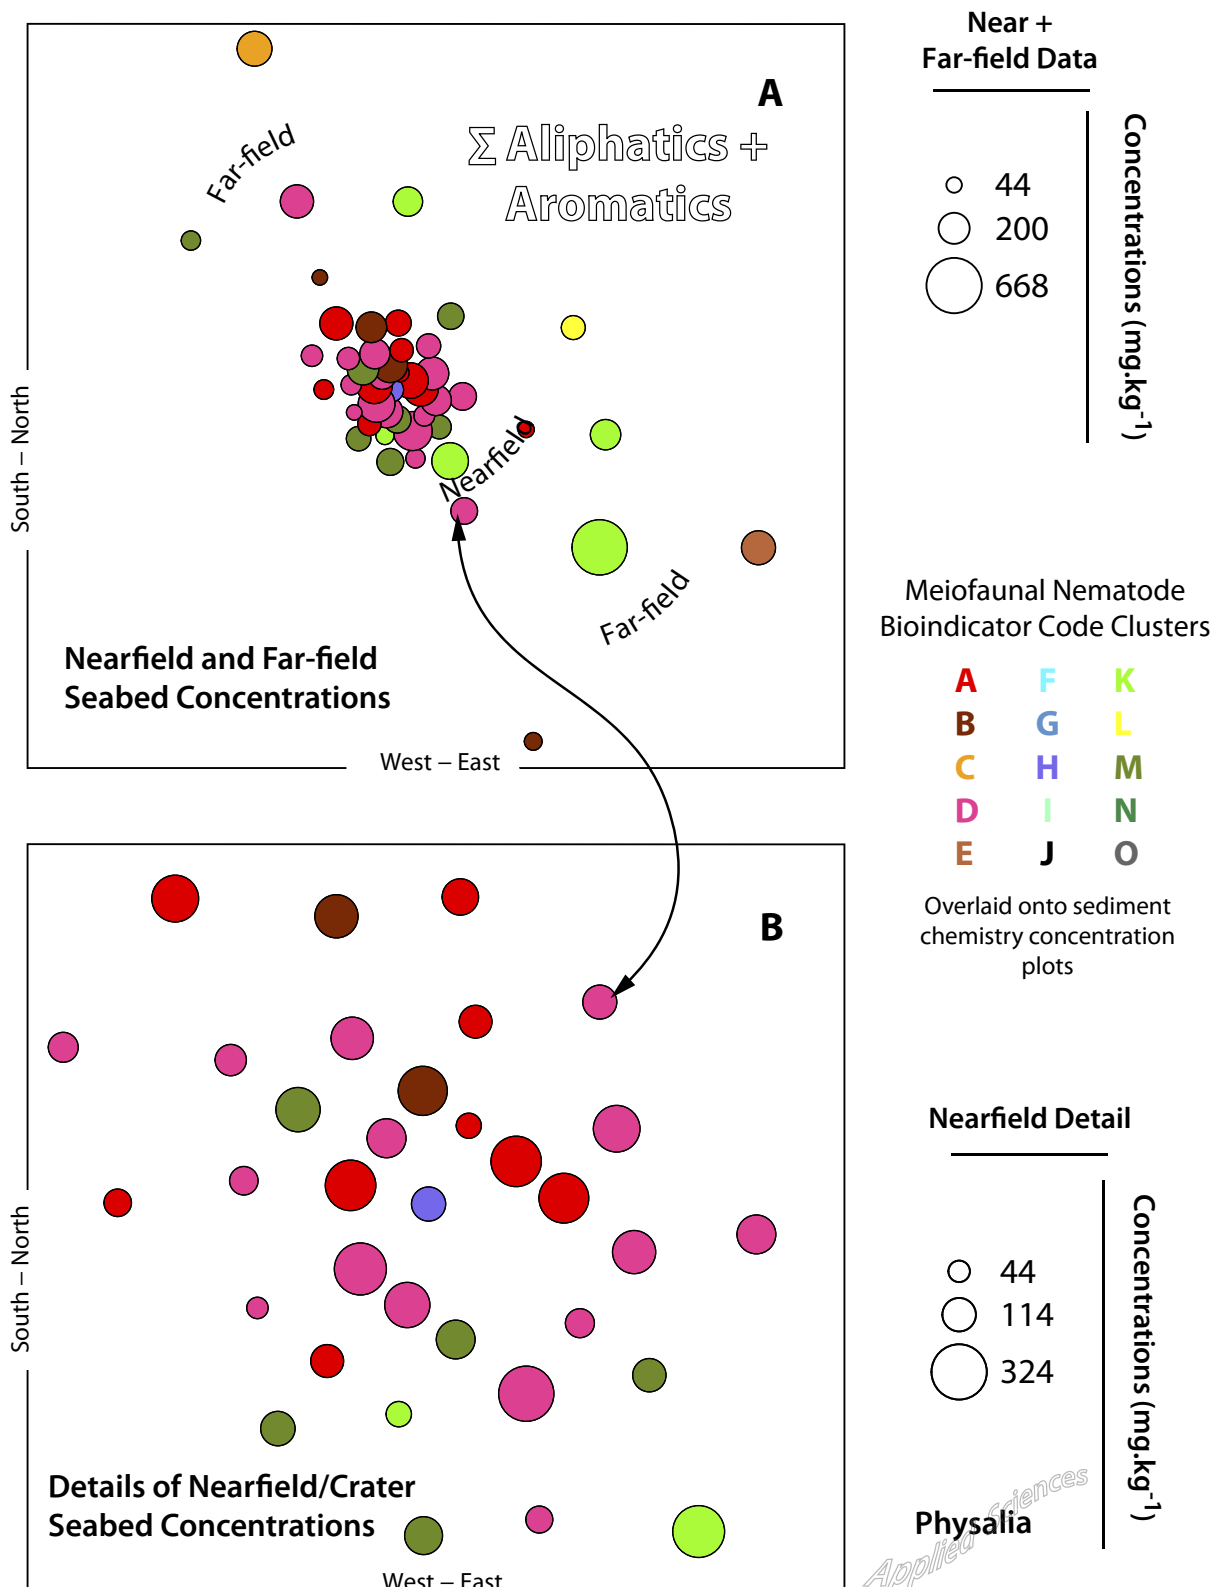 A
Σ Aliphatics +
Aromatics
Far-field
Nearfield
Far-field
Nearfield and Far-field
Seabed Concentrations
South – North
West – East
Near +
Far-field Data
44
200
668
Concentrations (mg.kg-1)
Meiofaunal Nematode
Bioindicator Code Clusters
A F K
B G L
C H M
D I N
E J O
Overlaid onto sediment
chemistry concentration
plots
B
Details of Nearfield/Crater
Seabed Concentrations
South – North
West – East
Nearfield Detail
44
114
324
Concentrations (mg.kg-1)
Physalia
Applied Sciences